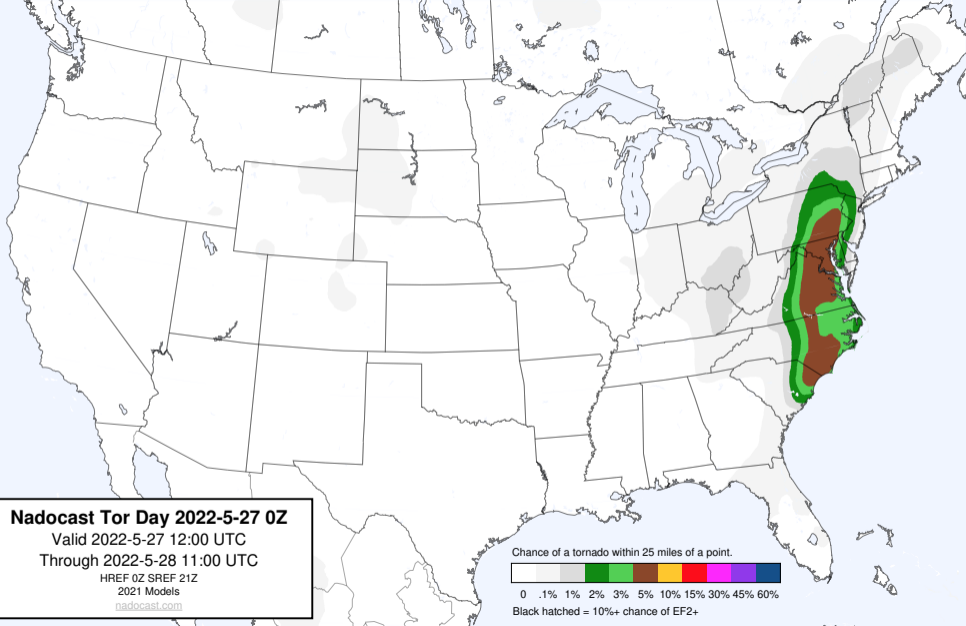 Nadocast Tor Day 2022-5-27 0Z
Valid 2022-5-27 12:00 UTC
Through 2022-5-28 11:00 UTC
HREF 0Z SREF 21Z
2021 Models
nadocast.com
Chance of a tornado within 25 miles of a point.
0 .1% 1% 2% 3% 5% 10% 15% 30% 45% 60%
Black hatched = 10%+ chance of EF2+